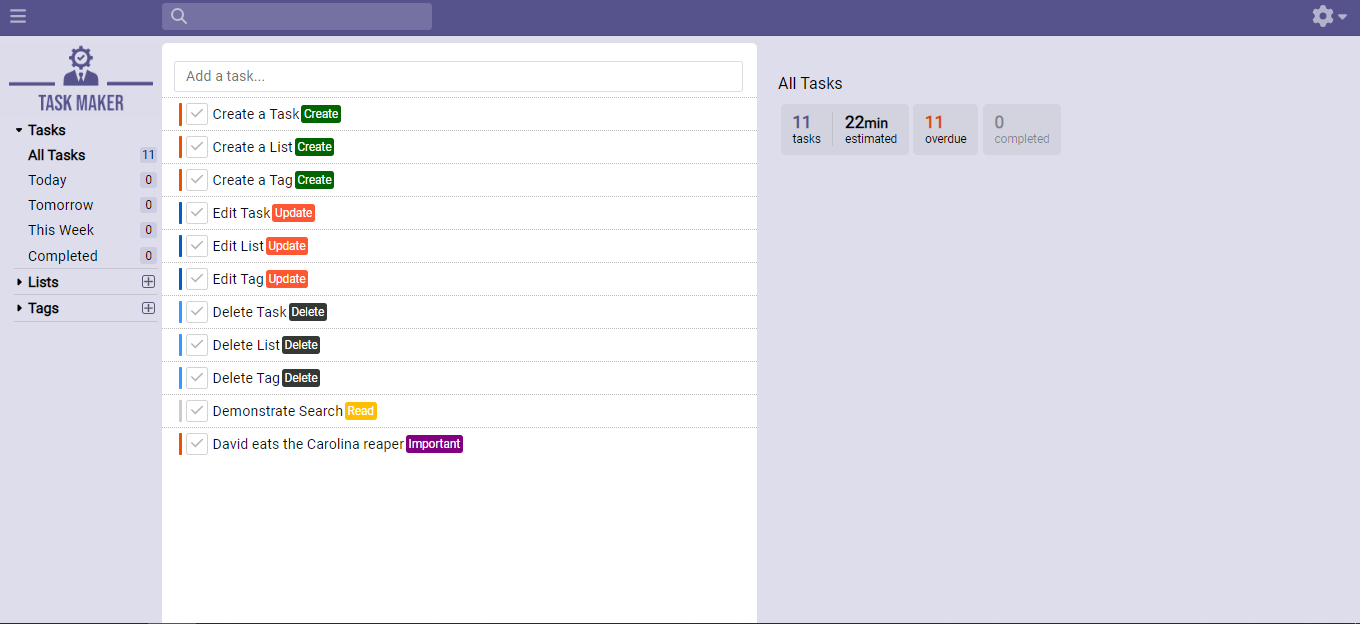 TASK MAKER
Tasks
All Tasks 11
Today 0
Tomorrow 0
This Week 0
Completed 0
Lists
Tags
Add a task...
Create a Task Create
Create a List Create
Create a Tag Create
Edit Task Update
Edit List Update
Edit Tag Update
Delete Task Delete
Delete List Delete
Delete Tag Delete
Demonstrate Search Read
David eats the Carolina reaper Important
All Tasks
11 22min 11 0
tasks estimated overdue completed